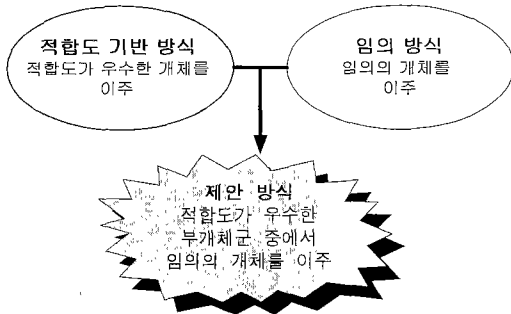 적합도 기반 방식
적합도가 우수한 개체를
이주
임의 방식
임의의 개체를
이주
제안 방식
적합도가 우수한
부개체군 중에서
임의의 개체를 이주